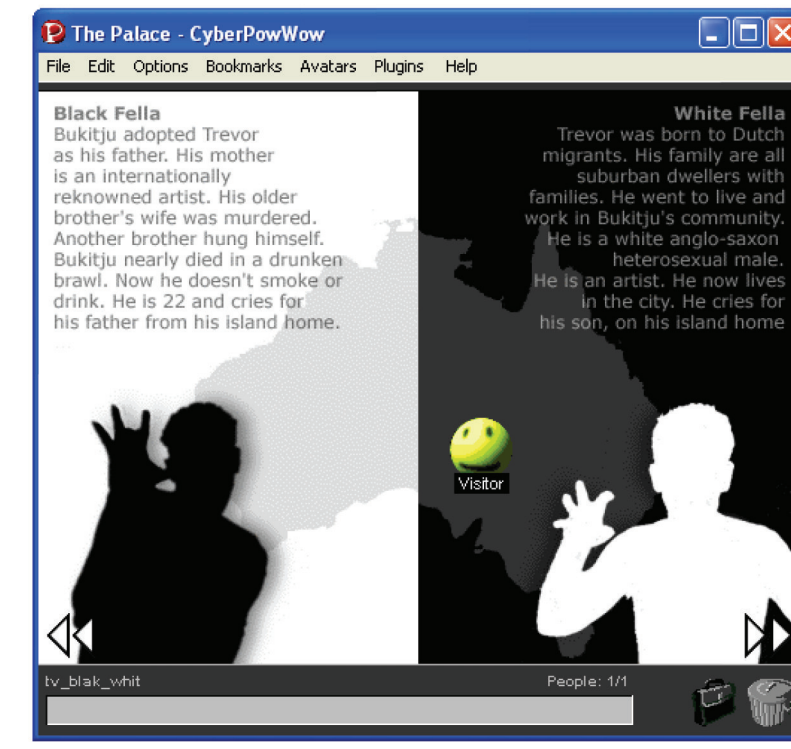 The Palace - CyberPowWow
File Edit Options Bookmarks Avatars Plugins Help
Black Fella
Bukitju adopted Trevor
as his father. His mother
is an internationally
reknowned artist. His older
brother's wife was murdered.
Another brother hung himself.
Bukitju nearly died in a drunken
brawl. Now he doesn't smoke or
drink. He is 22 and cries for
his father from his island home.
White Fella
Trevor was born to Dutch
migrants. His family are all
suburban dwellers with
families. He went to live and
work in Bukitju's community.
He is a white anglo-saxon
heterosexual male.
He is an artist. He now lives
in the city. He cries for
his son, on his island home
Visitor
tv_blak_whit
People: 1/1